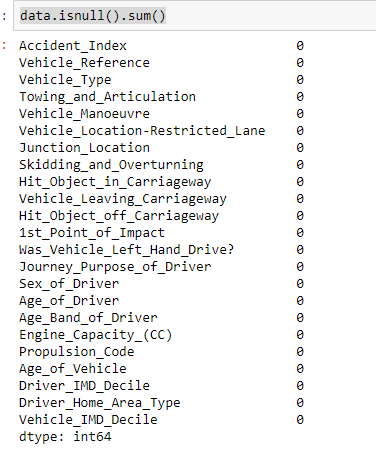 : data.isnull().sum()
: Accident_Index 0
Vehicle_Reference 0
Vehicle_Type 0
Towing_and_Articulation 0
Vehicle_Manoeuvre 0
Vehicle_Location-Restricted_Lane 0
Junction_Location 0
Skidding_and_Overturning 0
Hit_Object_in_Carriageway 0
Vehicle_Leaving_Carriageway 0
Hit_Object_off_Carriageway 0
1st_Point_of_Impact 0
Was_Vehicle_Left_Hand_Drive? 0
Journey_Purpose_of_Driver 0
Sex_of_Driver 0
Age_of_Driver 0
Age_Band_of_Driver 0
Engine_Capacity_(CC) 0
Propulsion_Code 0
Age_of_Vehicle 0
Driver_IMD_Decile 0
Driver_Home_Area_Type 0
Vehicle_IMD_Decile 0
dtype: int64